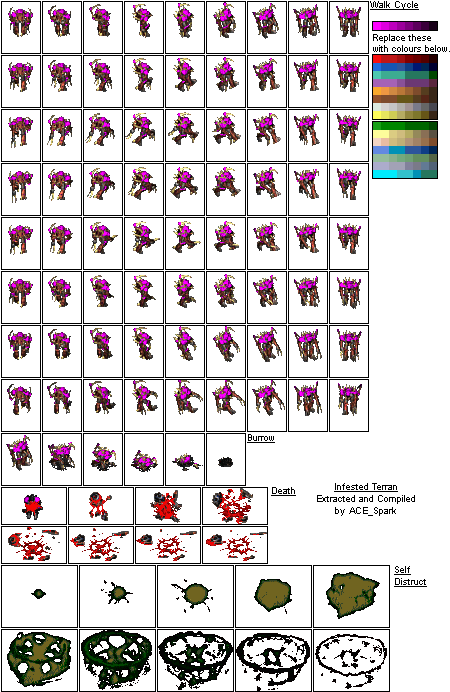 Walk Cycle
Replace these
with colours below.
Burrow
Death
Infested Terran
Extracted and Compiled
by ACE_Spark
Self
Distruct